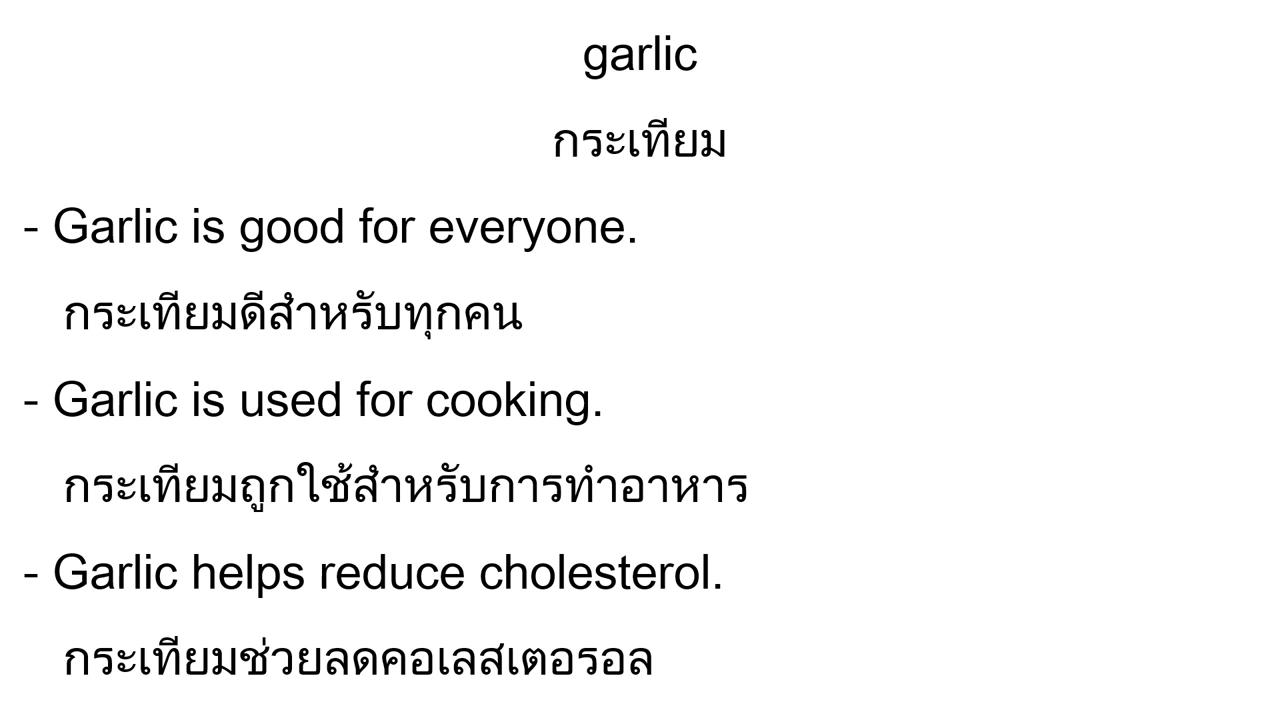 garlic
กระเทียม
- Garlic is good for everyone.
กระเทียมดีสำหรับทุกคน
- Garlic is used for cooking.
กระเทียมถูกใช้สำหรับการทำอาหาร
- Garlic helps reduce cholesterol.
กระเทียมช่วยลดคอเลสเตอรอล